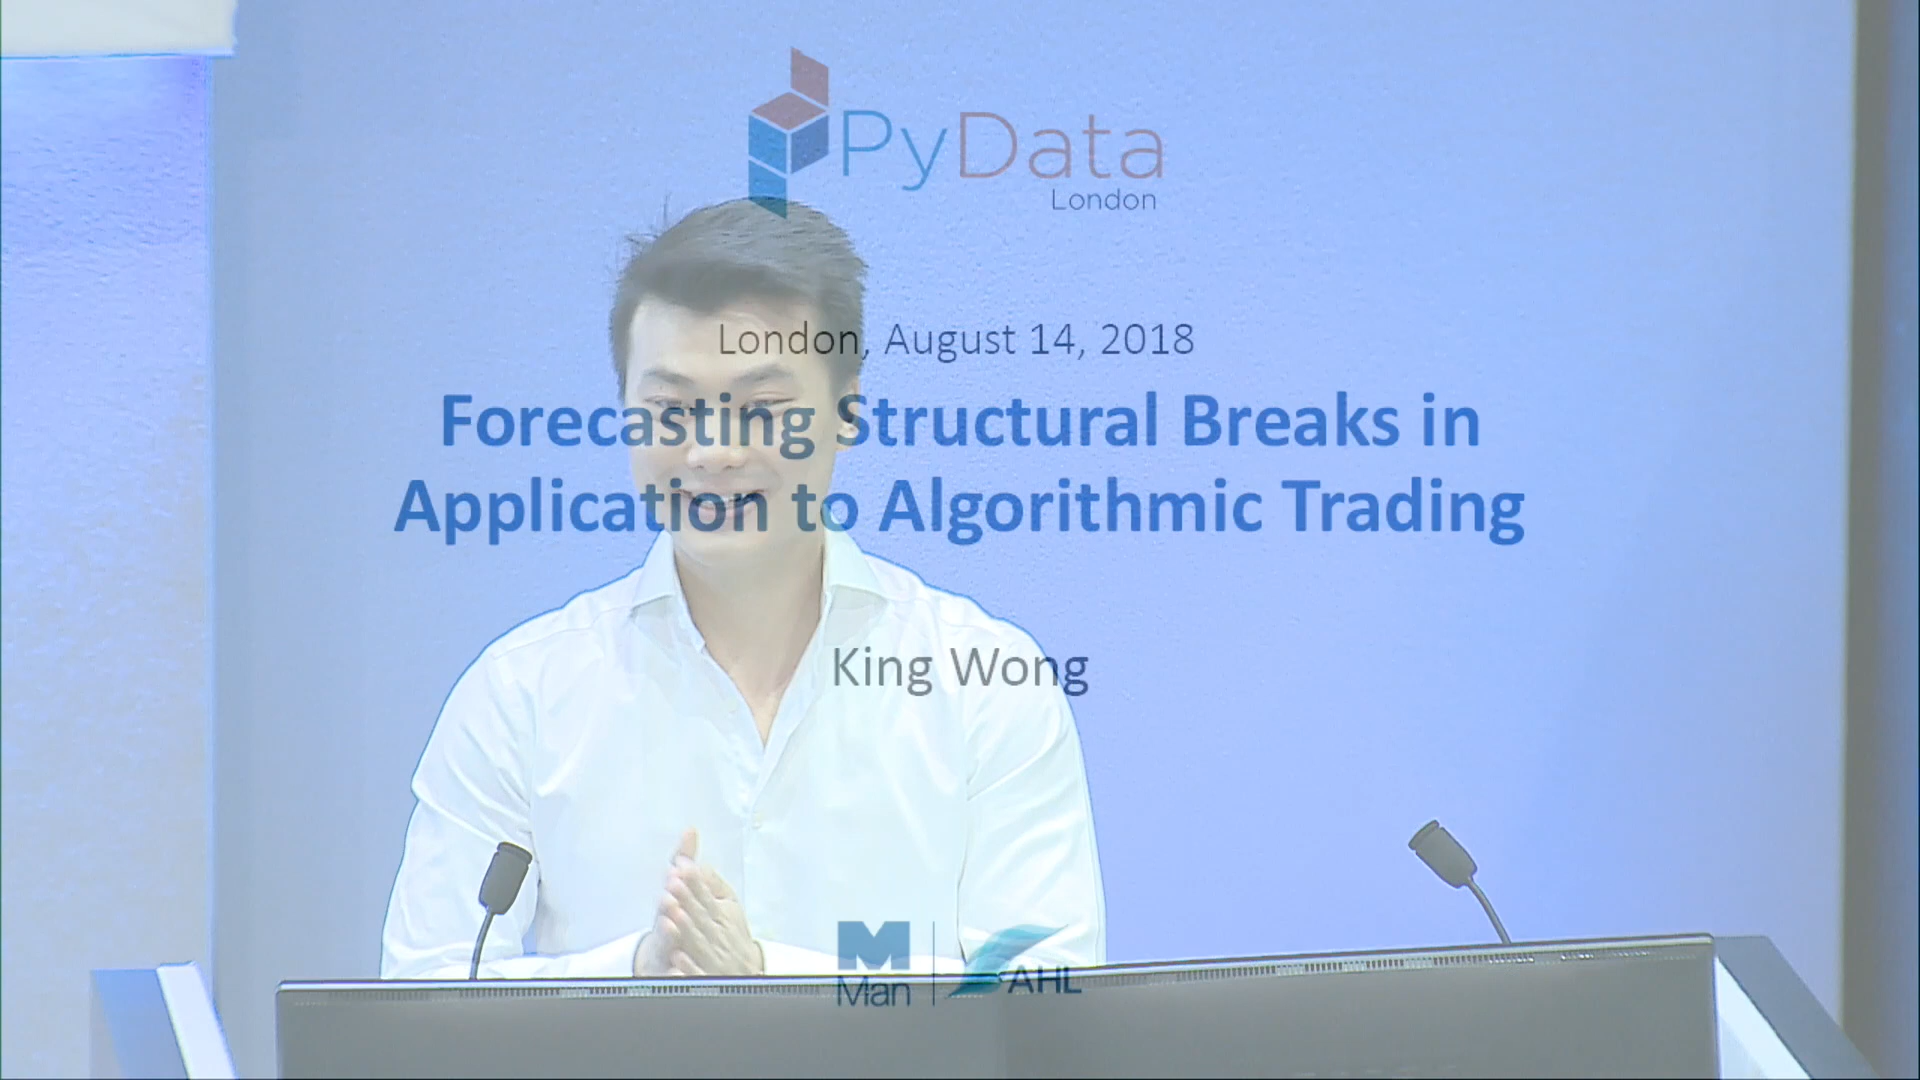 PyData
London
London, August 14, 2018
Forecasting Structural Breaks in
Application to Algorithmic Trading
King Wong
M
Man
AHL